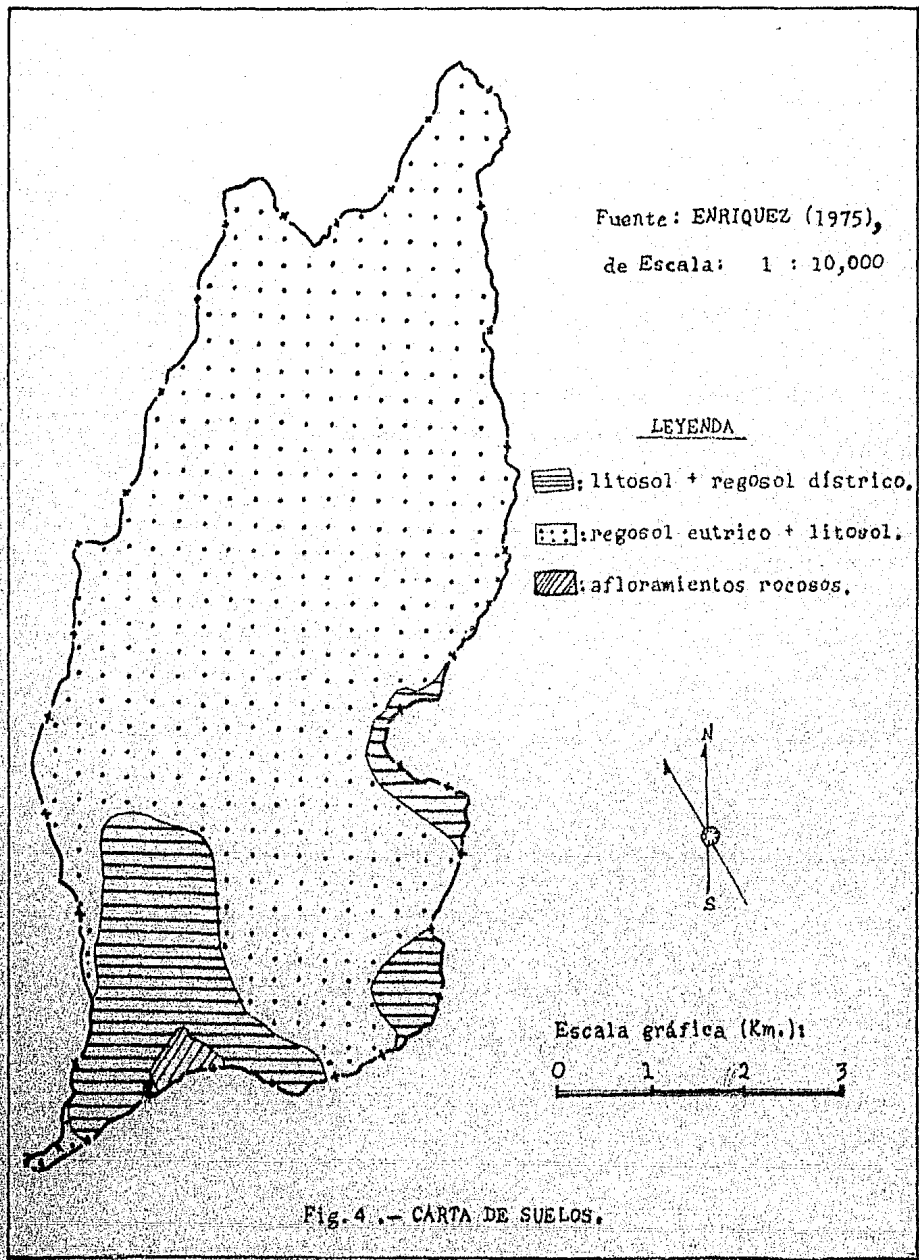 Fuente: ENRIQUEZ (1975),
de Escala: 1 : 10,000
LEYENDA
: litosol + regosol dístrico.
: regosol eutrico + litosol.
: afloramientos rocosos.
N
S
Escala gráfica (Km.):
0 1 2 3
Fig. 4 .- CARTA DE SUELOS.